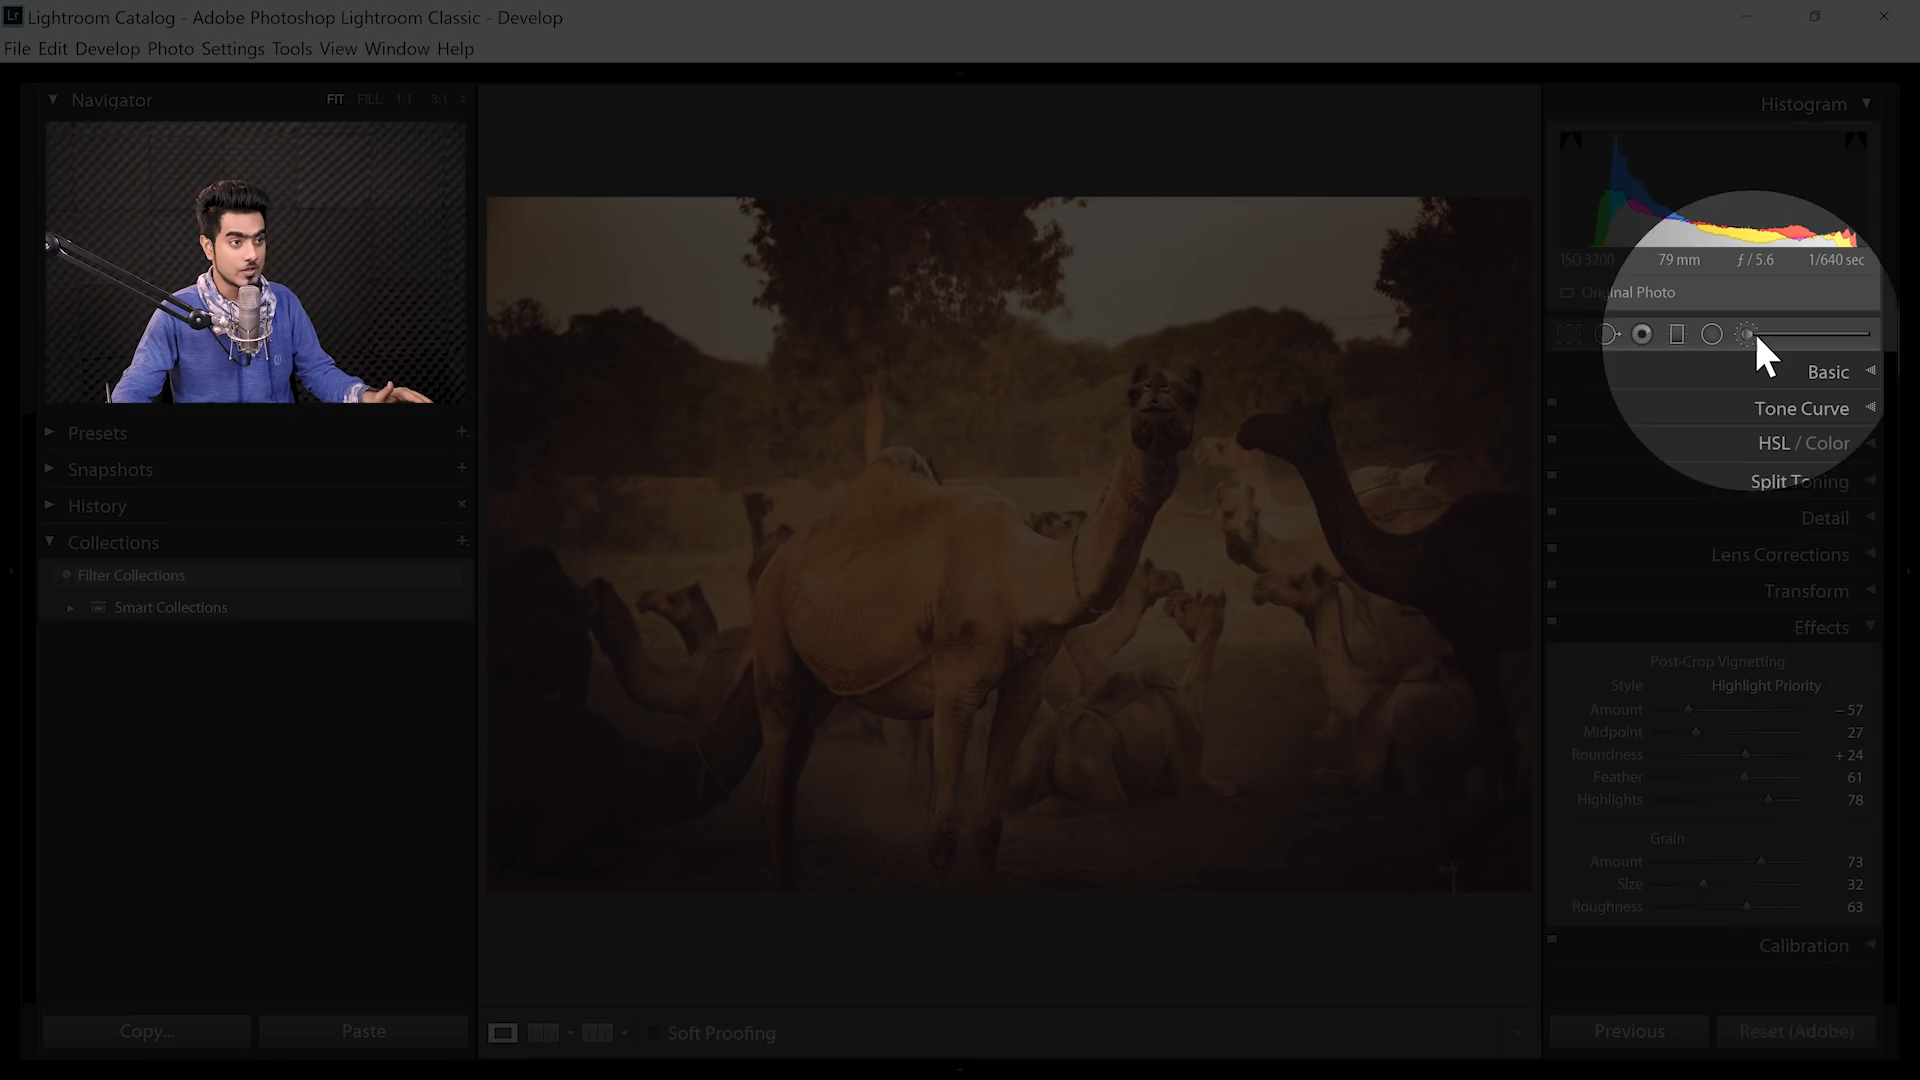 Lr Lightroom Catalog - Adobe Photoshop Lightroom Classic - Develop
File Edit Develop Photo Settings Tools View Window Help
Navigator FIT FILL 1:1 3:1
Presets
Snapshots
History
Collections
Filter Collections
Smart Collections
Copy...
Paste
Soft Proofing
Histogram
ISO 3200 79 mm ƒ / 5.6 1/640 sec
Original Photo
Basic
Tone Curve
HSL / Color
Split Toning
Detail
Lens Corrections
Transform
Effects
Post-Crop Vignetting
Style Highlight Priority
Amount – 57
Midpoint 27
Roundness + 24
Feather 61
Highlights 78
Grain
Amount 73
Size 32
Roughness 63
Calibration
Previous
Reset (Adobe)